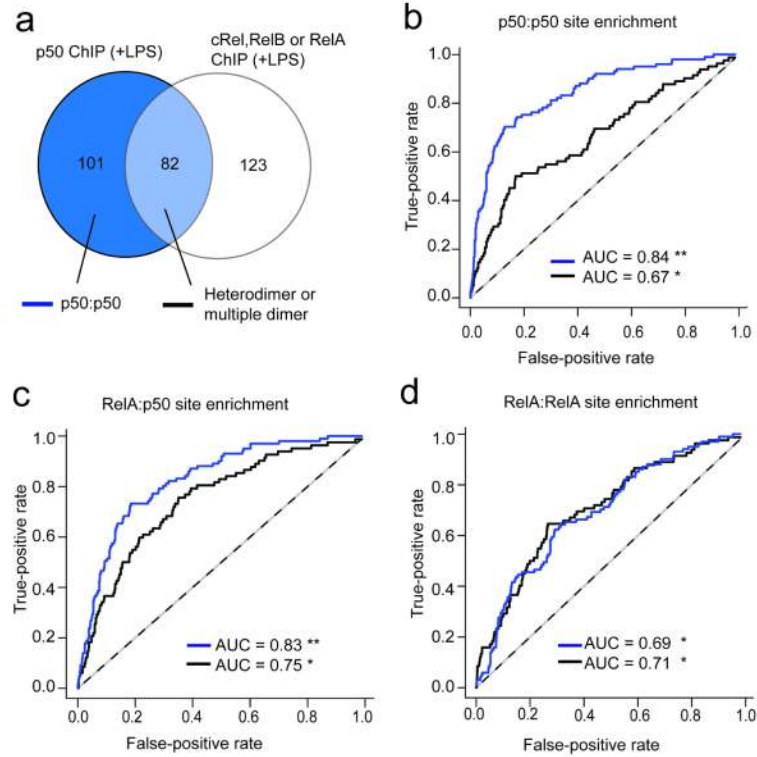 a
p50 ChIP (+LPS)
cRel,RelB or RelA
ChIP (+LPS)
101
82
123
p50:p50
Heterodimer or
multiple dimer
b
p50:p50 site enrichment
True-positive rate
1.0
0.8
0.6
0.4
0.2
0.0
AUC = 0.84 **
AUC = 0.67 *
0.0 0.2 0.4 0.6 0.8 1.0
False-positive rate
c
RelA:p50 site enrichment
True-positive rate
1.0
0.8
0.6
0.4
0.2
0.0
AUC = 0.83 **
AUC = 0.75 *
0.0 0.2 0.4 0.6 0.8 1.0
False-positive rate
d
RelA:RelA site enrichment
True-positive rate
1.0
0.8
0.6
0.4
0.2
0.0
AUC = 0.69 *
AUC = 0.71 *
0.0 0.2 0.4 0.6 0.8 1.0
False-positive rate